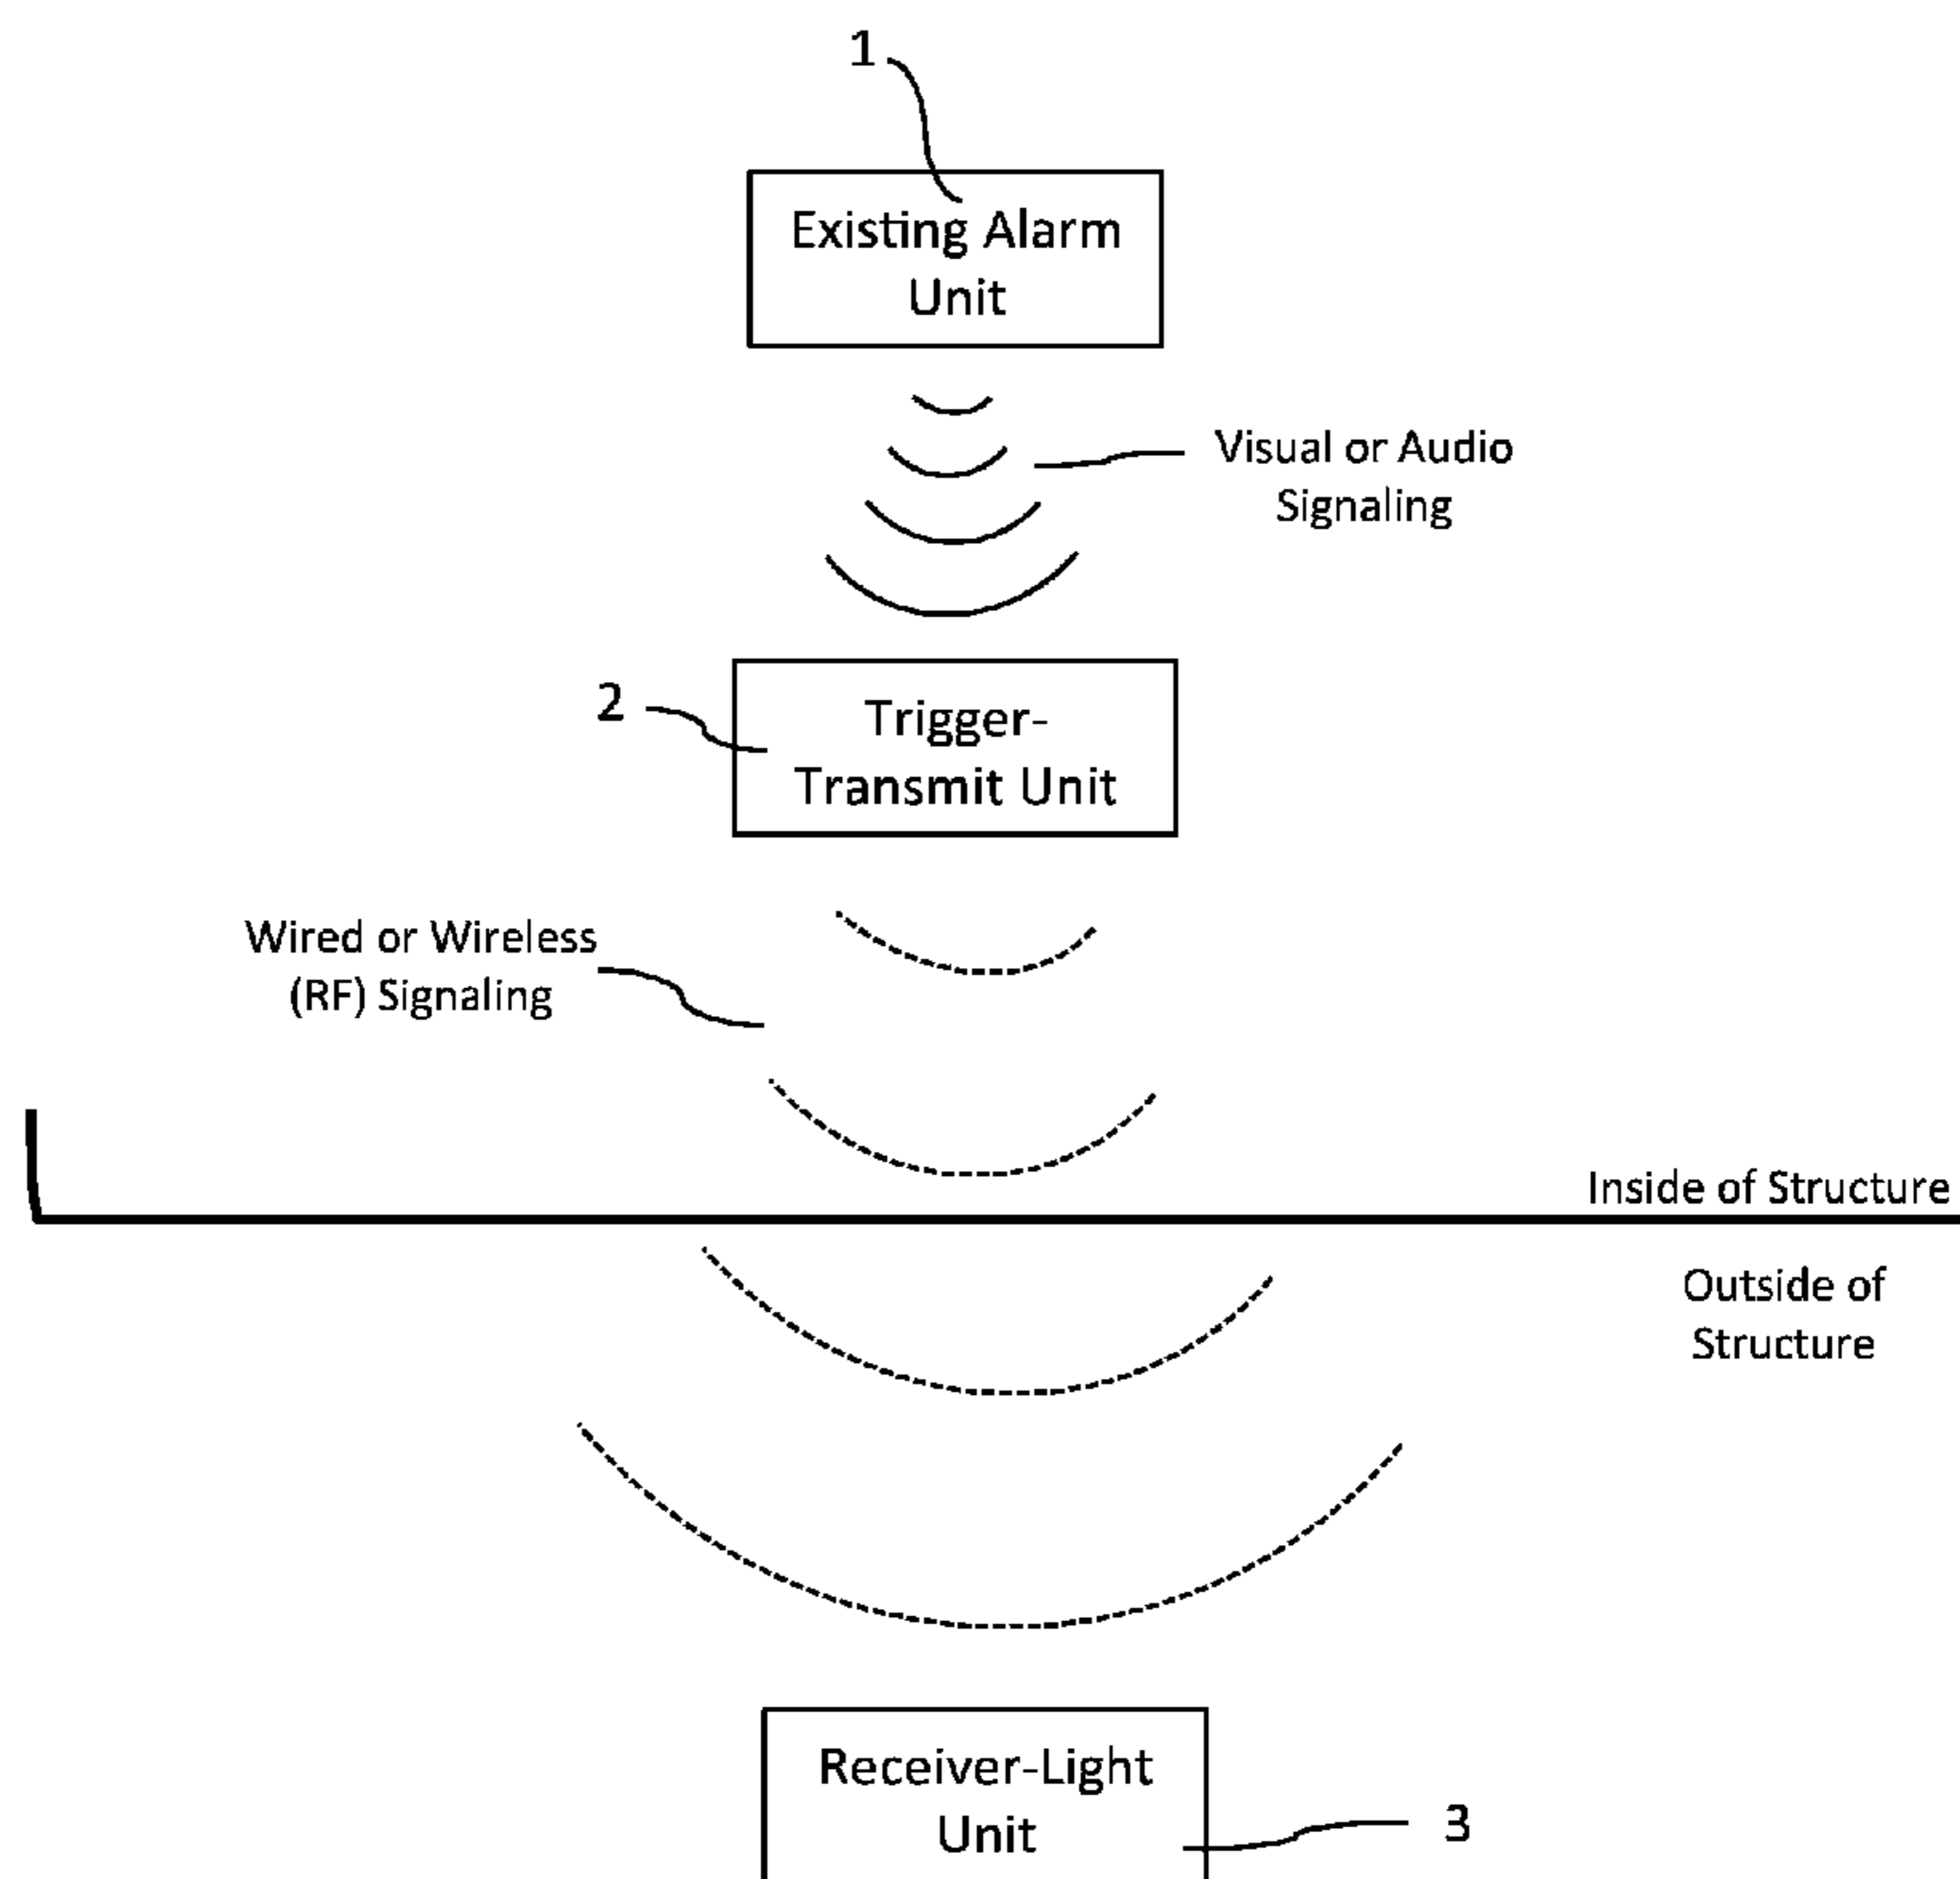 1
Existing Alarm
Unit
Visual or Audio
Signaling
2
Trigger-
Transmit Unit
Wired or Wireless
(RF) Signaling
Inside of Structure
Outside of
Structure
Receiver-Light
Unit
3